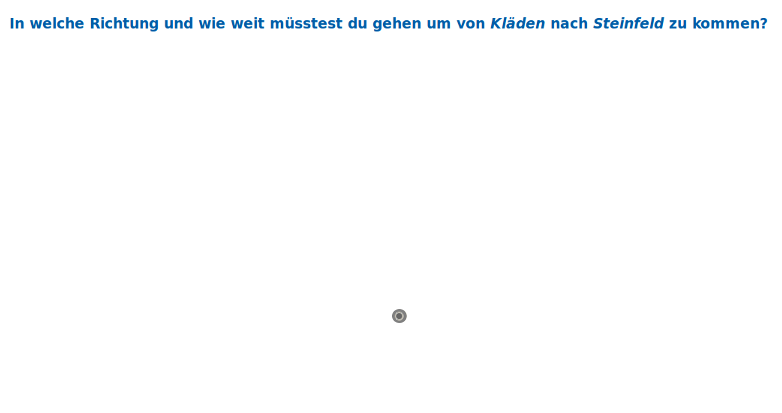 In welche Richtung und wie weit müsstest du gehen um von Kläden nach Steinfeld zu kommen?